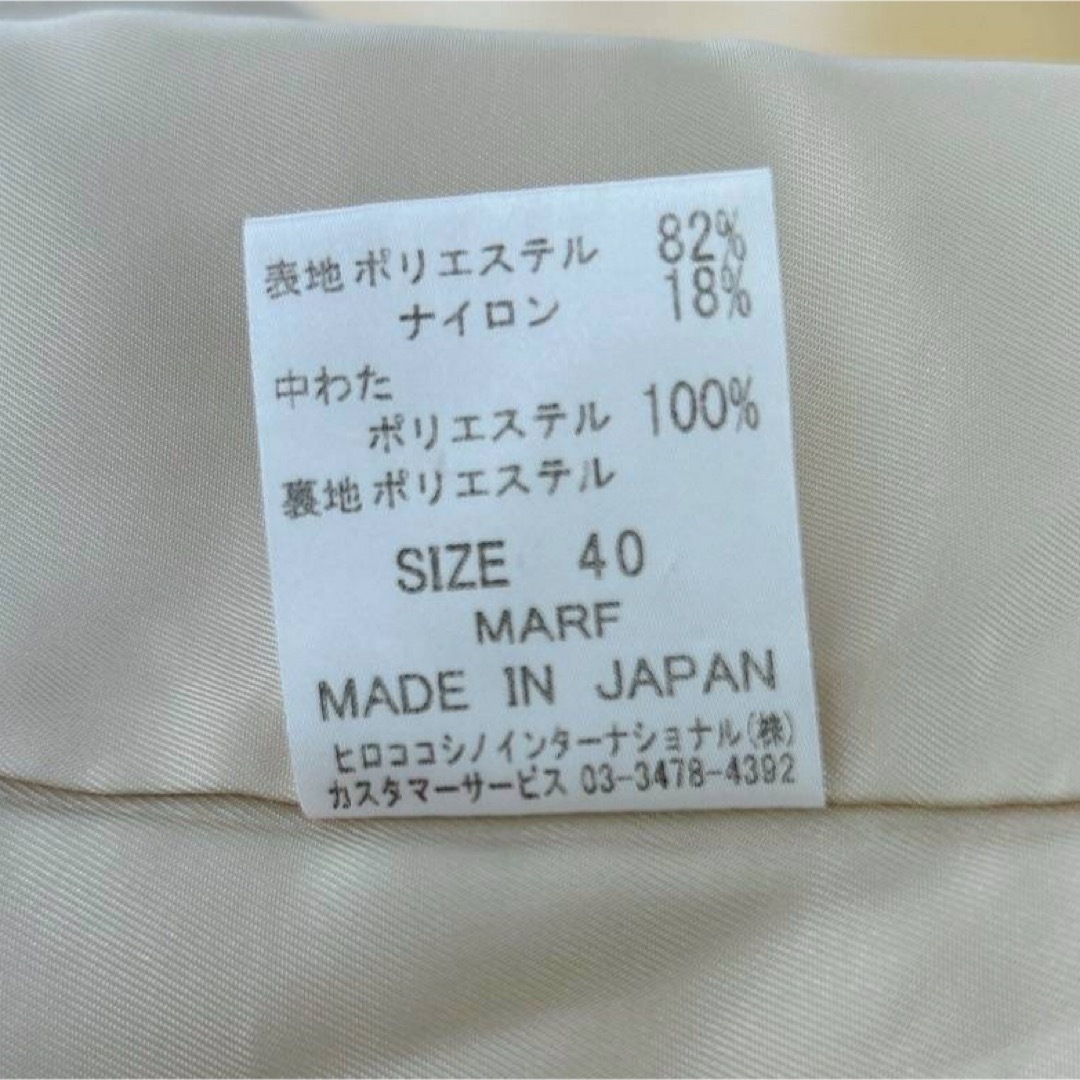 表地ポリエステル 82%
ナイロン 18%
中わた
ポリエステル 100%
裏地ポリエステル
SIZE 40
MARF
MADE IN JAPAN
ヒロココシノインターナショナル(株)
カスタマーサービス 03-3478-4392